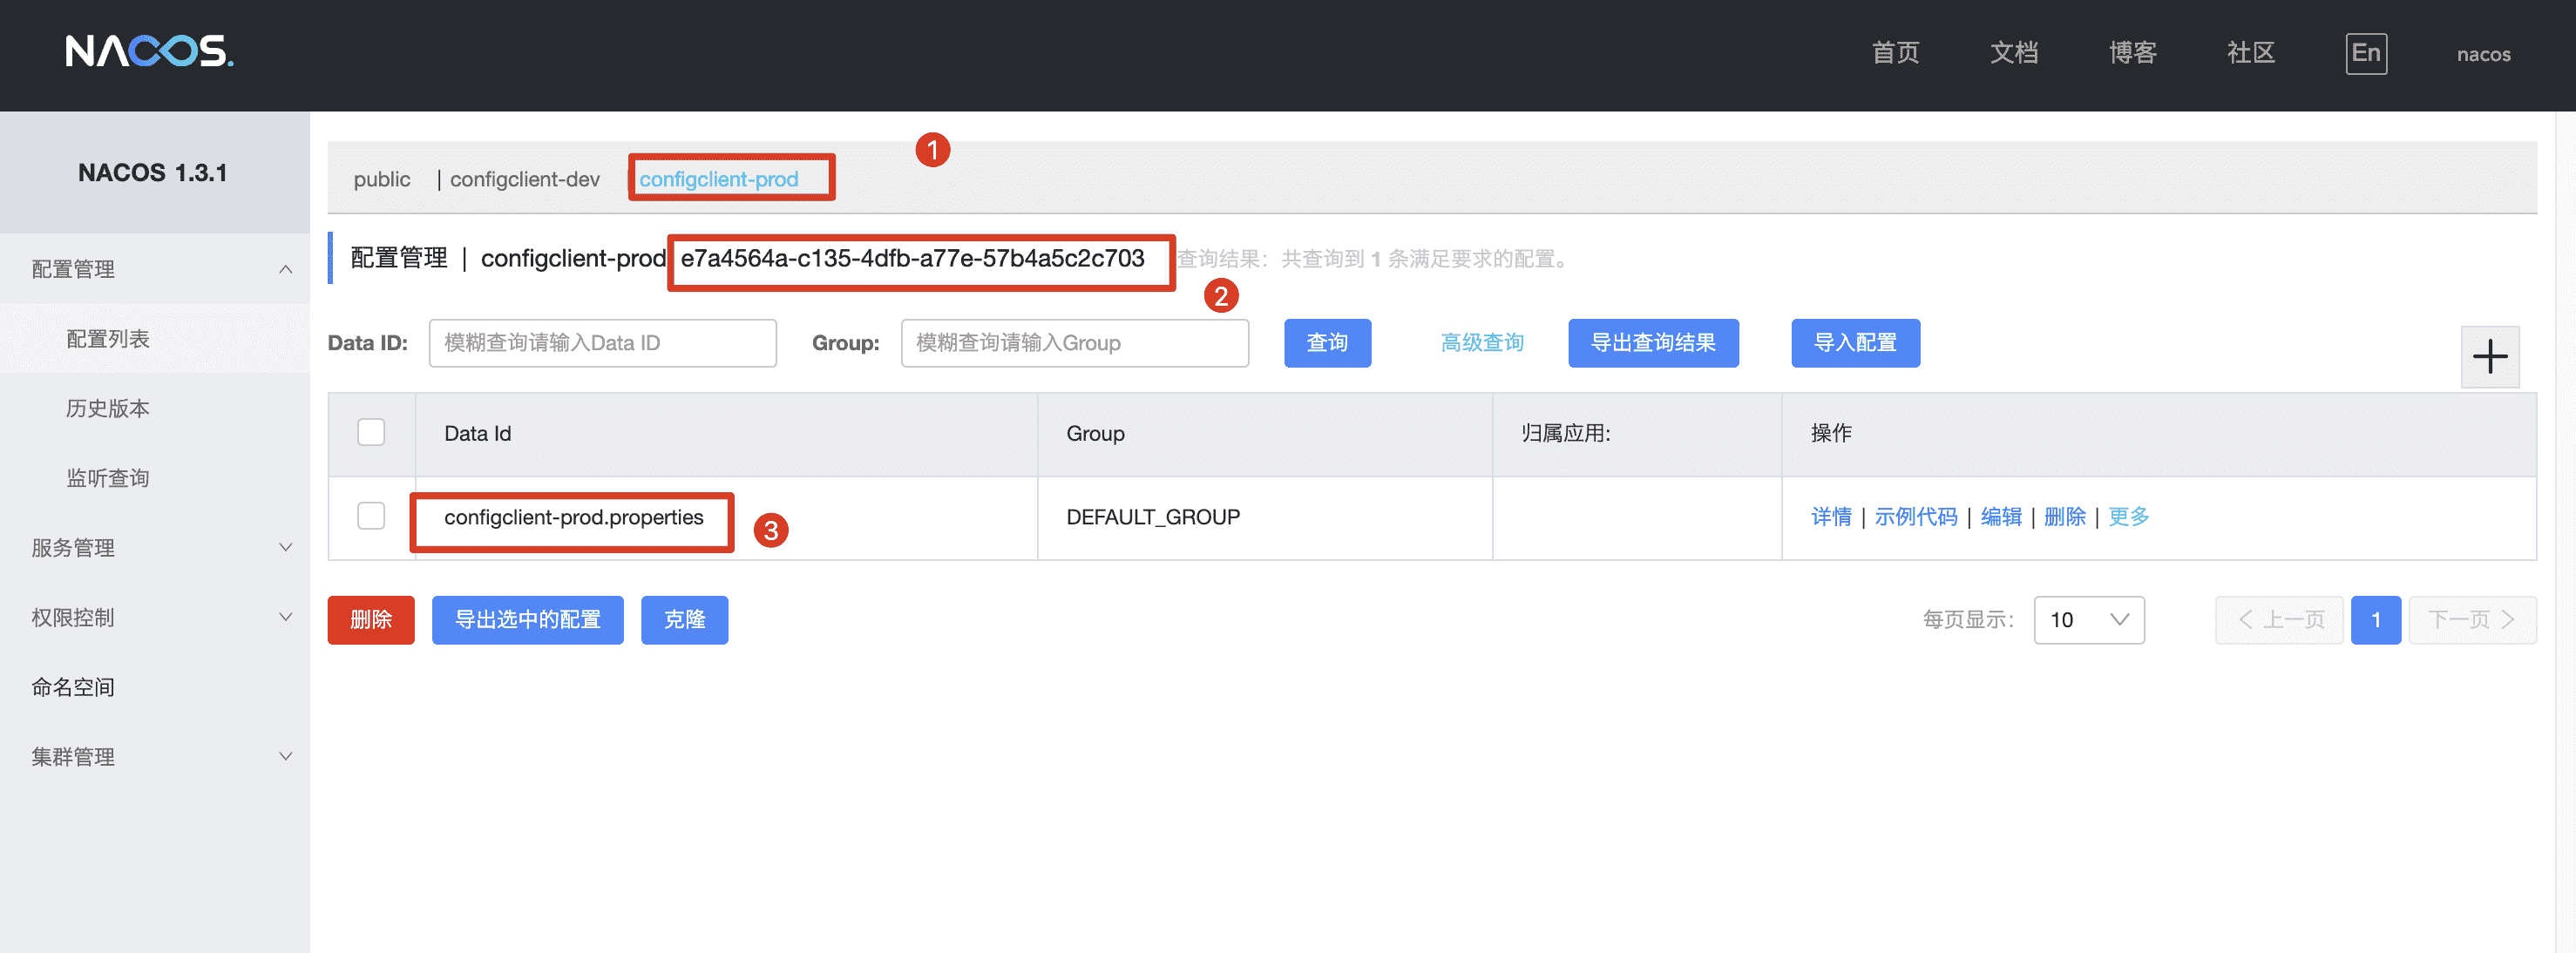 NACOS.
首页 文档 博客 社区 En nacos
NACOS 1.3.1
配置管理
配置列表
历史版本
监听查询
服务管理
权限控制
命名空间
集群管理
1
public | configclient-dev configclient-prod
配置管理 | configclient-prod e7a4564a-c135-4dfb-a77e-57b4a5c2c703 查询结果：共查询到 1 条满足要求的配置。
2
Data ID: 模糊查询请输入Data ID Group: 模糊查询请输入Group 查询 高级查询 导出查询结果 导入配置
Data Id Group 归属应用: 操作
configclient-prod.properties 3 DEFAULT_GROUP 详情 | 示例代码 | 编辑 | 删除 | 更多
删除 导出选中的配置 克隆 每页显示: 10 上一页 1 下一页